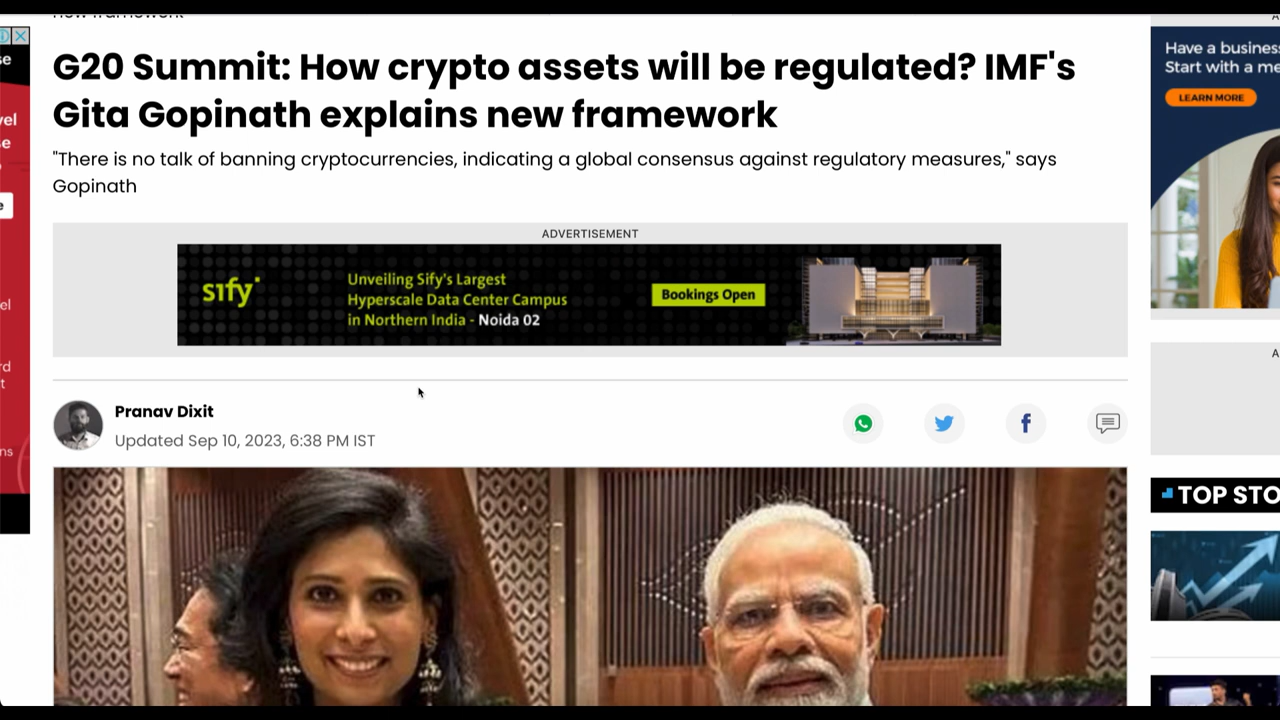 G20 Summit: How crypto assets will be regulated? IMF's
Gita Gopinath explains new framework
"There is no talk of banning cryptocurrencies, indicating a global consensus against regulatory measures," says
Gopinath
ADVERTISEMENT
sify
Unveiling Sify's Largest
Hyperscale Data Center Campus
in Northern India - Noida 02
Bookings Open
Pranav Dixit
Updated Sep 10, 2023, 6:38 PM IST
Have a business
Start with a me
LEARN MORE
TOP STO